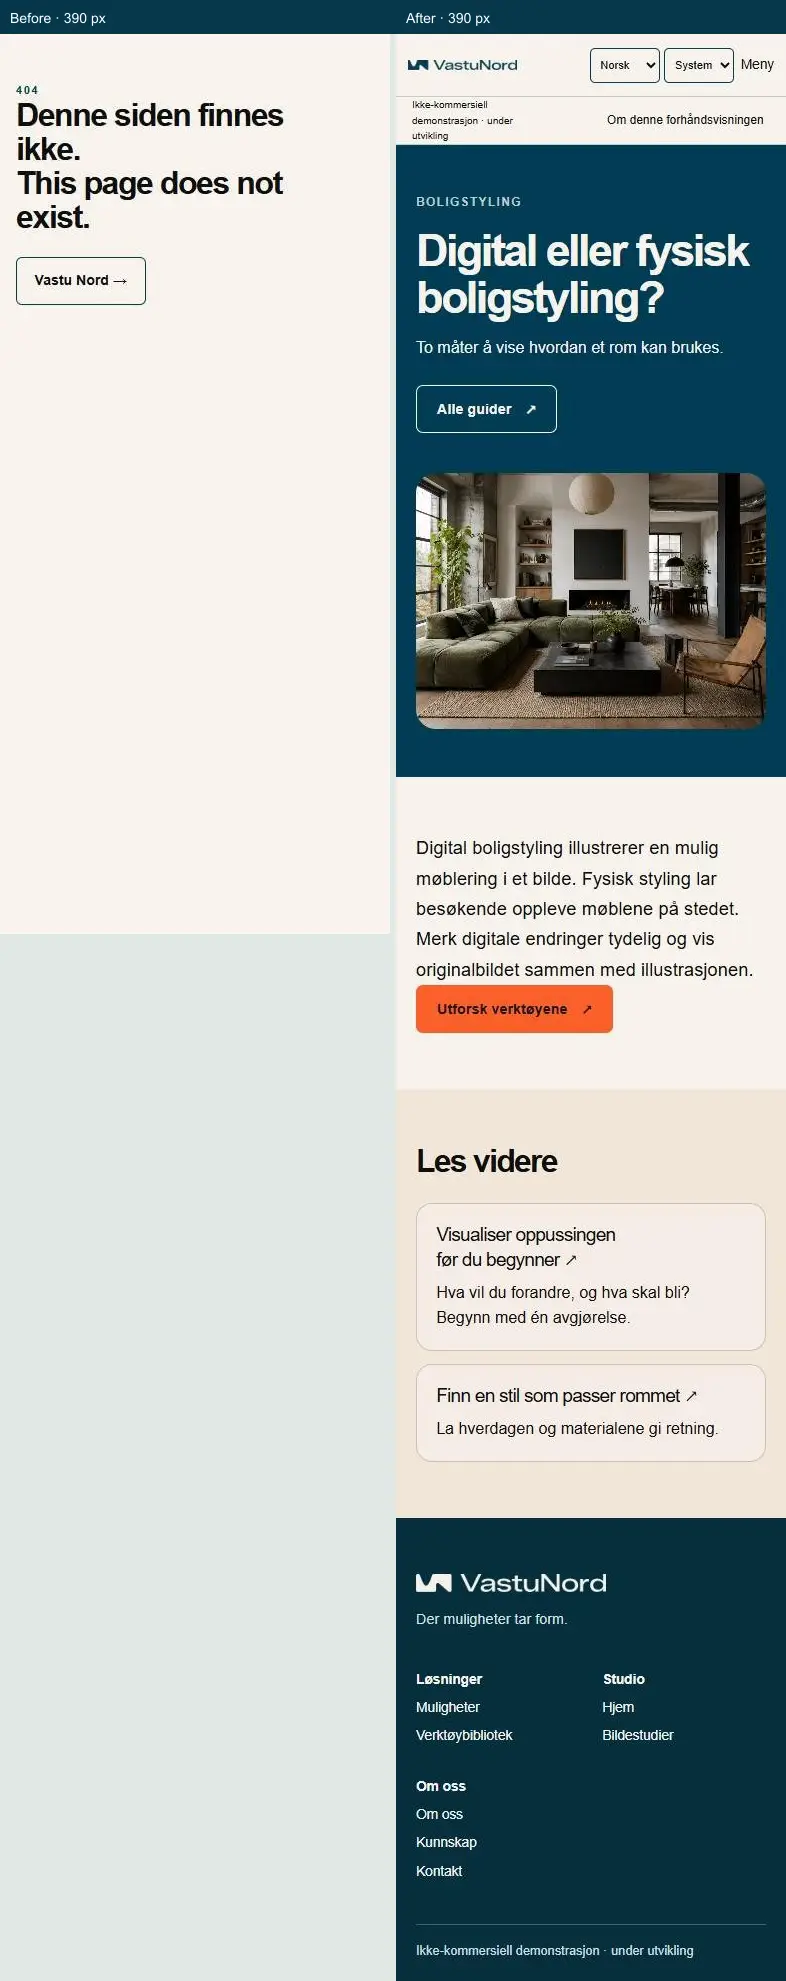 Before · 390 px
404
Denne siden finnes
ikke.
This page does not
exist.
Vastu Nord →
After · 390 px
VastuNord
Norsk
System
Meny
Ikke-kommersiell
demonstrasjon · under
utvikling
Om denne forhåndsvisningen
BOLIGSTYLING
Digital eller fysisk
boligstyling?
To måter å vise hvordan et rom kan brukes.
Alle guider ↗
Digital boligstyling illustrerer en mulig
møblering i et bilde. Fysisk styling lar
besøkende oppleve møblene på stedet.
Merk digitale endringer tydelig og vis
originalbildet sammen med illustrasjonen.
Utforsk verktøyene ↗
Les videre
Visualiser oppussingen
før du begynner ↗
Hva vil du forandre, og hva skal bli?
Begynn med én avgjørelse.
Finn en stil som passer rommet ↗
La hverdagen og materialene gi retning.
VastuNord
Der muligheter tar form.
Løsninger
Muligheter
Verktøybibliotek
Studio
Hjem
Bildestudier
Om oss
Om oss
Kunnskap
Kontakt
Ikke-kommersiell demonstrasjon · under utvikling